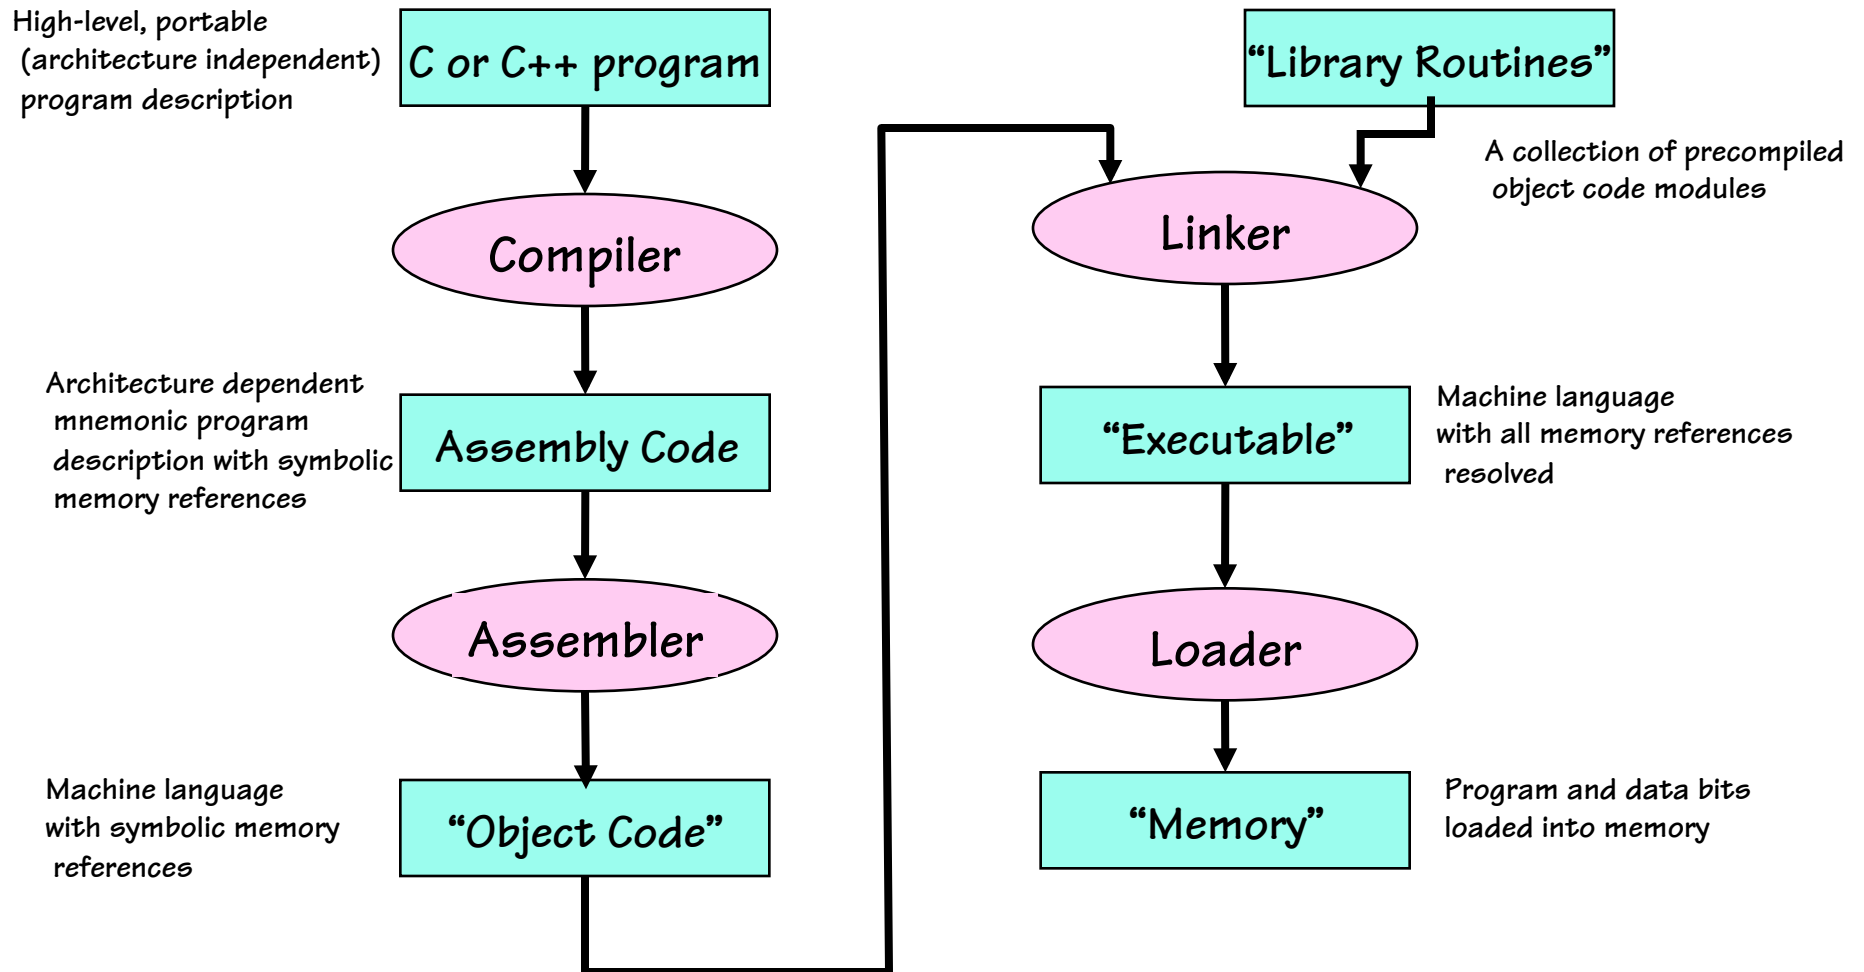 High-level, portable
(architecture independent)
program description
C or C++ program
Compiler
Architecture dependent
mnemonic program
description with symbolic
memory references
Assembly Code
Assembler
Machine language
with symbolic memory
references
“Object Code”
“Library Routines”
A collection of precompiled
object code modules
Linker
“Executable”
Machine language
with all memory references
resolved
Loader
“Memory”
Program and data bits
loaded into memory